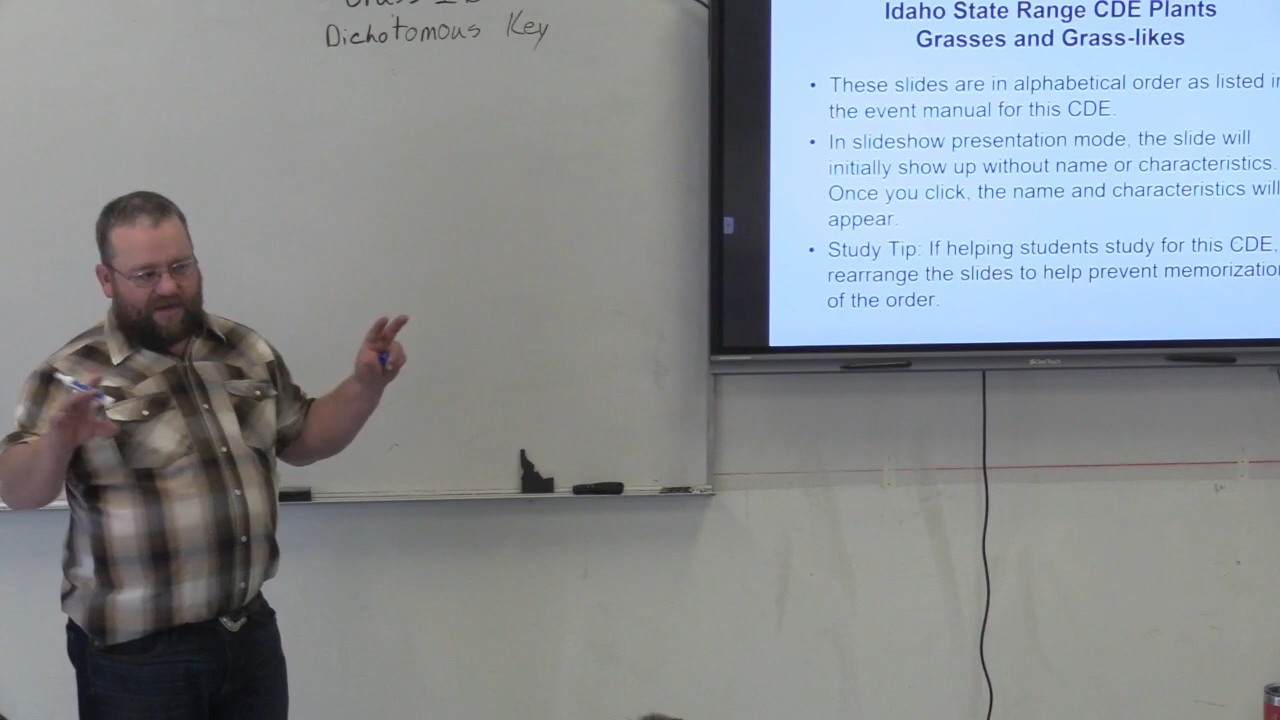 Dichotomous Key
Idaho State Range CDE Plants
Grasses and Grass-likes
• These slides are in alphabetical order as listed in
the event manual for this CDE.
• In slideshow presentation mode, the slide will
initially show up without name or characteristics.
Once you click, the name and characteristics will
appear.
• Study Tip: If helping students study for this CDE,
rearrange the slides to help prevent memorization
of the order.